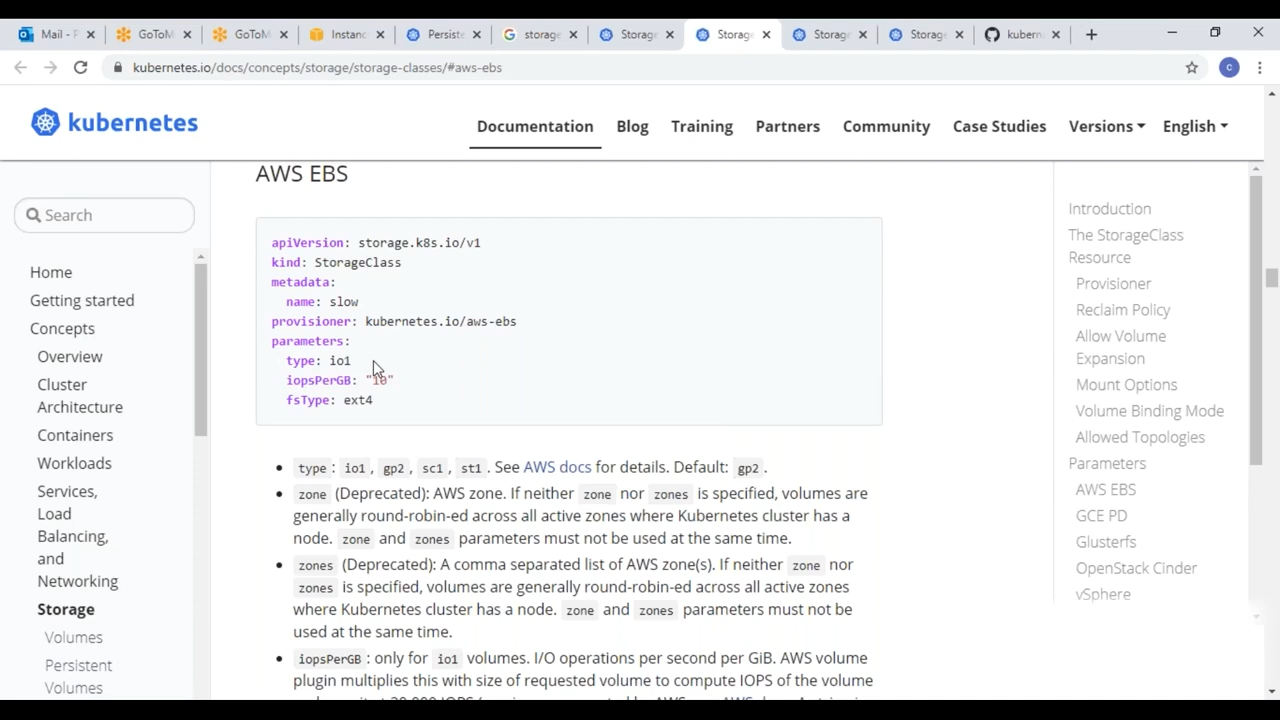 Mail - F
GoToM
GoToM
Instanc
Persiste
storage
Storage
Storage
Storage
Storage
kubern
kubernetes.io/docs/concepts/storage/storage-classes/#aws-ebs
C
kubernetes
Documentation Blog Training Partners Community Case Studies Versions English
Search
Home
Getting started
Concepts
Overview
Cluster
Architecture
Containers
Workloads
Services,
Load
Balancing,
and
Networking
Storage
Volumes
Persistent
Volumes
AWS EBS
apiVersion: storage.k8s.io/v1
kind: StorageClass
metadata:
name: slow
provisioner: kubernetes.io/aws-ebs
parameters:
type: io1
iopsPerGB: "10"
fsType: ext4
type: io1, gp2, sc1, st1. See AWS docs for details. Default: gp2.
zone (Deprecated): AWS zone. If neither zone nor zones is specified, volumes are
generally round-robin-ed across all active zones where Kubernetes cluster has a
node. zone and zones parameters must not be used at the same time.
zones (Deprecated): A comma separated list of AWS zone(s). If neither zone nor
zones is specified, volumes are generally round-robin-ed across all active zones
where Kubernetes cluster has a node. zone and zones parameters must not be
used at the same time.
iopsPerGB: only for io1 volumes. I/O operations per second per GiB. AWS volume
plugin multiplies this with size of requested volume to compute IOPS of the volume
Introduction
The StorageClass
Resource
Provisioner
Reclaim Policy
Allow Volume
Expansion
Mount Options
Volume Binding Mode
Allowed Topologies
Parameters
AWS EBS
GCE PD
Glusterfs
OpenStack Cinder
vSphere